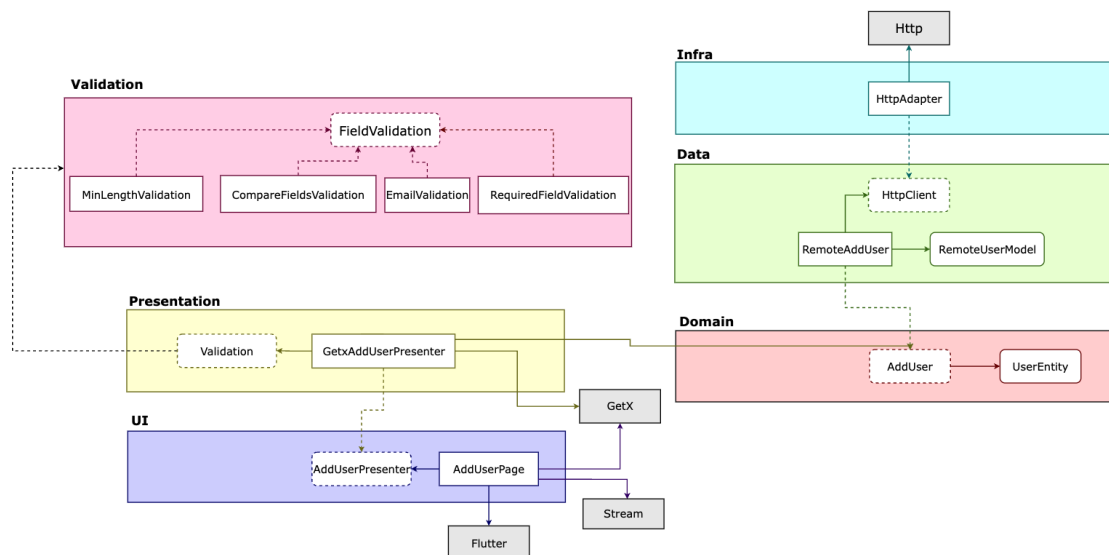 Http
Infra
HttpAdapter
Validation
FieldValidation
MinLengthValidation
CompareFieldsValidation
EmailValidation
RequiredFieldValidation
Data
HttpClient
RemoteAddUser
RemoteUserModel
Presentation
Validation
GetxAddUserPresenter
Domain
AddUser
UserEntity
GetX
UI
AddUserPresenter
AddUserPage
Stream
Flutter